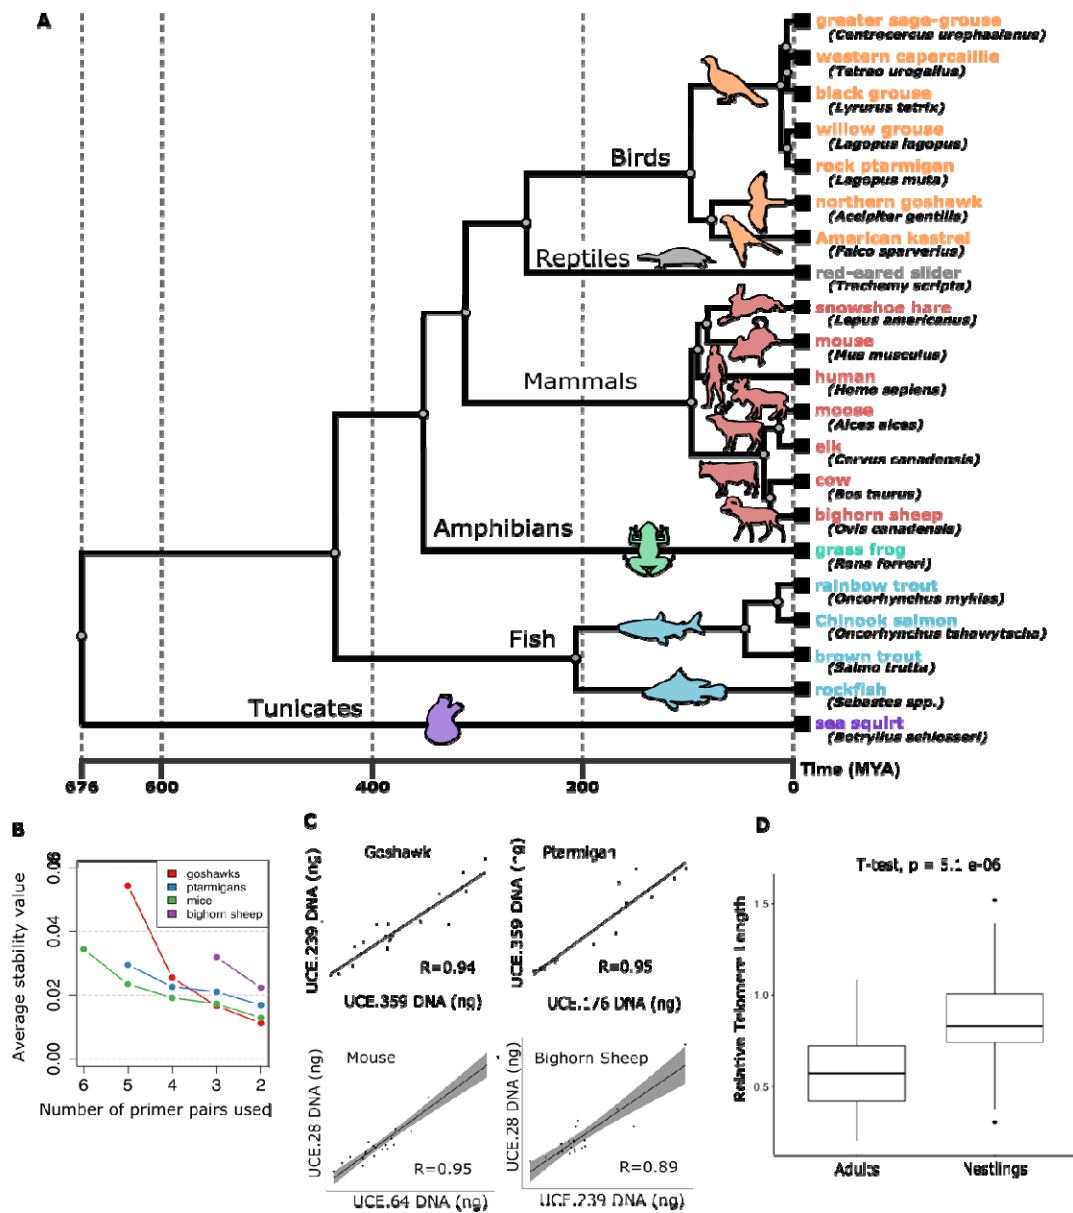 A
greater sage-grouse
(Centrocercus urophasianus)
western capercaillie
(Tetrao urogallus)
black grouse
(Lyrurus tetrix)
willow grouse
(Lagopus lagopus)
rock ptarmigan
(Lagopus muta)
northern goshawk
(Accipiter gentilis)
American kestrel
(Falco sparverius)
red-eared slider
(Trachemy scripta)
snowshoe hare
(Lepus americanus)
mouse
(Mus musculus)
human
(Homo sapiens)
moose
(Alces alces)
elk
(Cervus canadensis)
cow
(Bos taurus)
bighorn sheep
(Ovis canadensis)
grass frog
(Rana forreri)
rainbow trout
(Oncorhynchus mykiss)
Chinook salmon
(Oncorhynchus tshawytscha)
brown trout
(Salmo trutta)
rockfish
(Sebastes spp.)
sea squirt
(Botryllus schlosseri)
Birds
Reptiles
Mammals
Amphibians
Fish
Tunicates
676 600 400 200 0 Time (MYA)
B
Average stability value
0.06
0.04
0.02
0.00
goshawks
ptarmigans
mice
bighorn sheep
6 5 4 3 2
Number of primer pairs used
C
Goshawk
UCE.239 DNA (ng)
R=0.94
UCE.359 DNA (ng)
Ptarmigan
UCE.359 DNA (ng)
R=0.95
UCE.176 DNA (ng)
Mouse
UCE.28 DNA (ng)
R=0.95
UCE.64 DNA (ng)
Bighorn Sheep
UCE.28 DNA (ng)
R=0.89
UCE.239 DNA (ng)
D
T-test, p = 5.1 e-06
Relative Telomere Length
1.5
1.0
0.5
Adults Nestlings